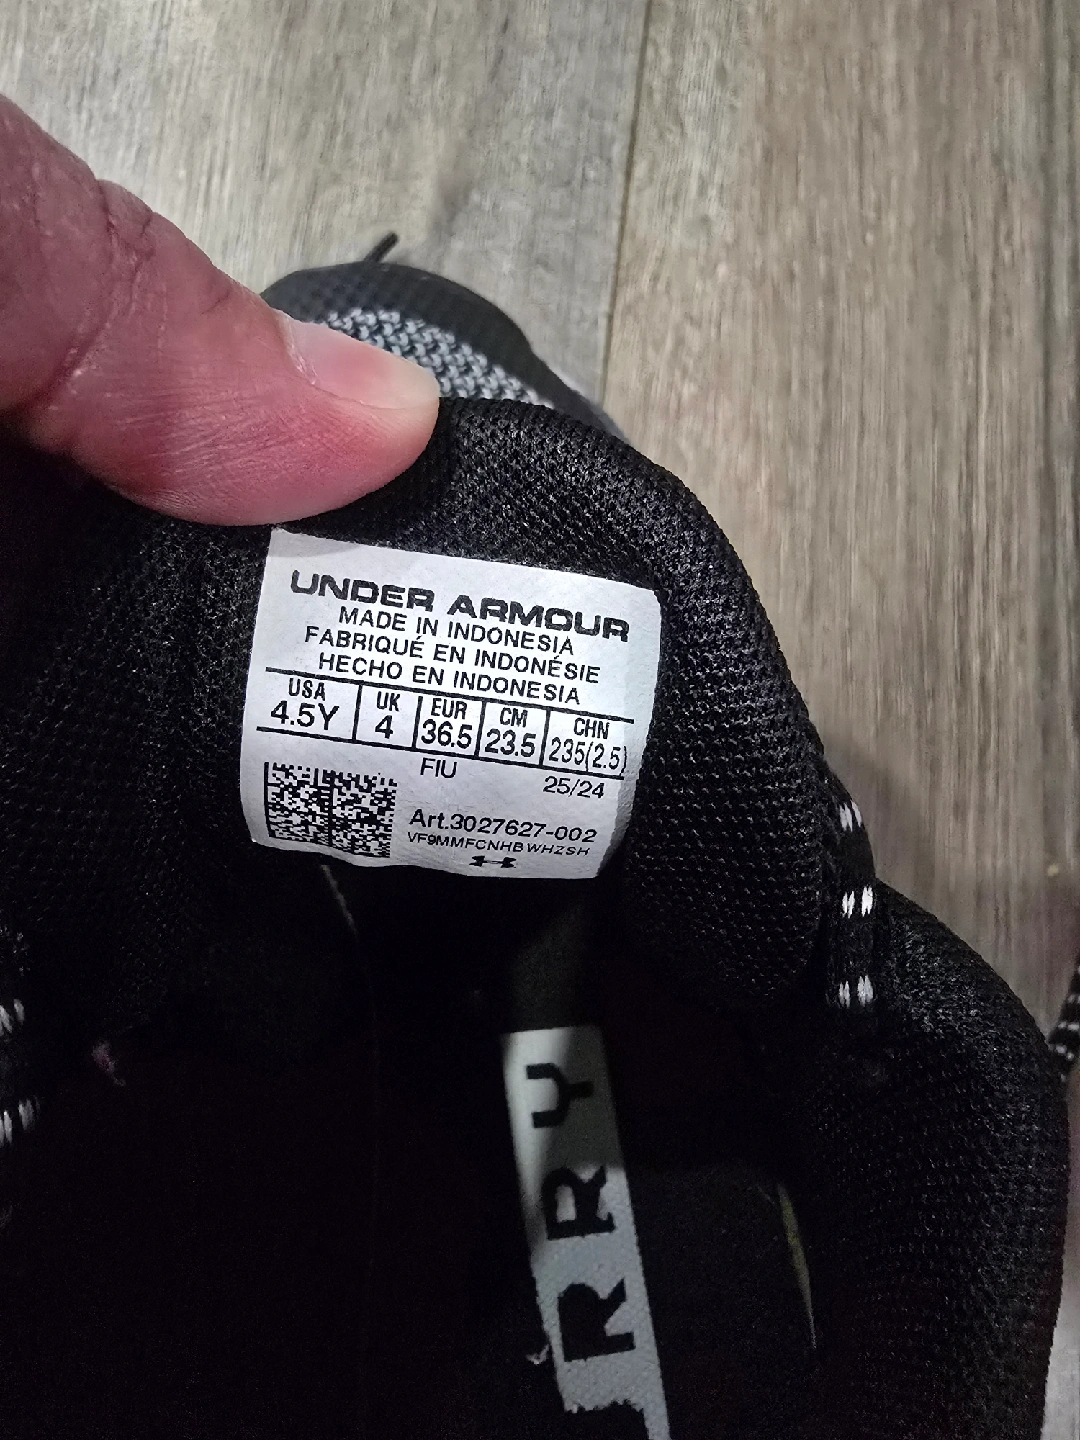 UNDER ARMOUR
MADE IN INDONESIA
FABRIQUÉ EN INDONÉSIE
HECHO EN INDONESIA
USA UK EUR CM CHN
4.5Y 4 36.5 23.5 235(2.5)
FIU 25/24
Art.3027627-002
VF9MMFCNHBWHZSH
URRY